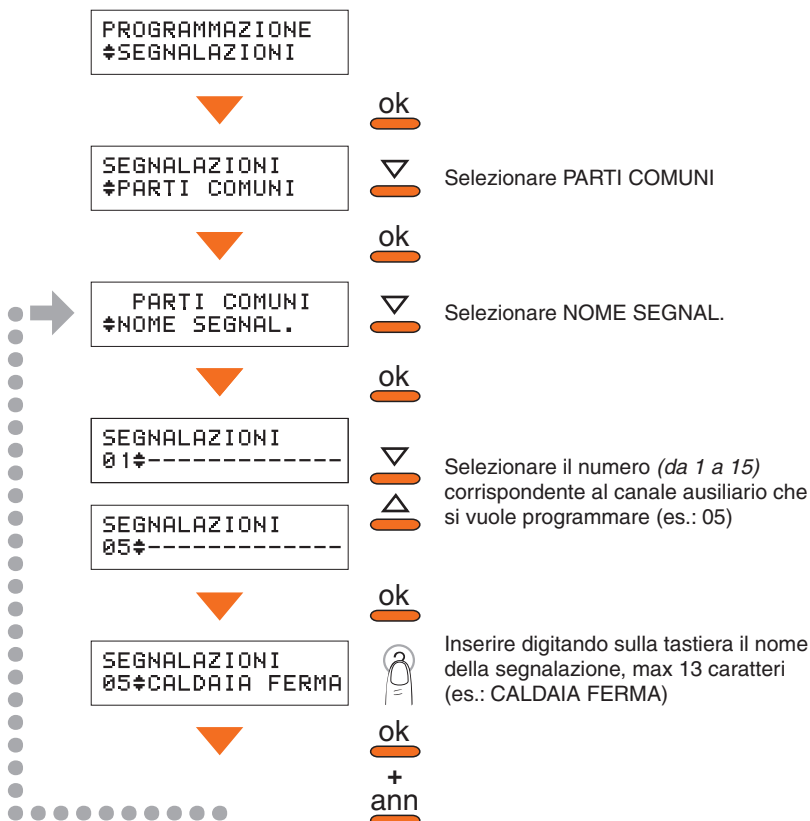 PROGRAMMAZIONE
SEGNALAZIONI
ok
SEGNALAZIONI
PARTI COMUNI
Selezionare PARTI COMUNI
ok
PARTI COMUNI
NOME SEGNAL.
Selezionare NOME SEGNAL.
ok
SEGNALAZIONI
01-------------
SEGNALAZIONI
05-------------
Selezionare il numero (da 1 a 15)
corrispondente al canale ausiliario che
si vuole programmare (es.: 05)
ok
SEGNALAZIONI
05CALDAIA FERMA
Inserire digitando sulla tastiera il nome
della segnalazione, max 13 caratteri
(es.: CALDAIA FERMA)
ok
+
ann